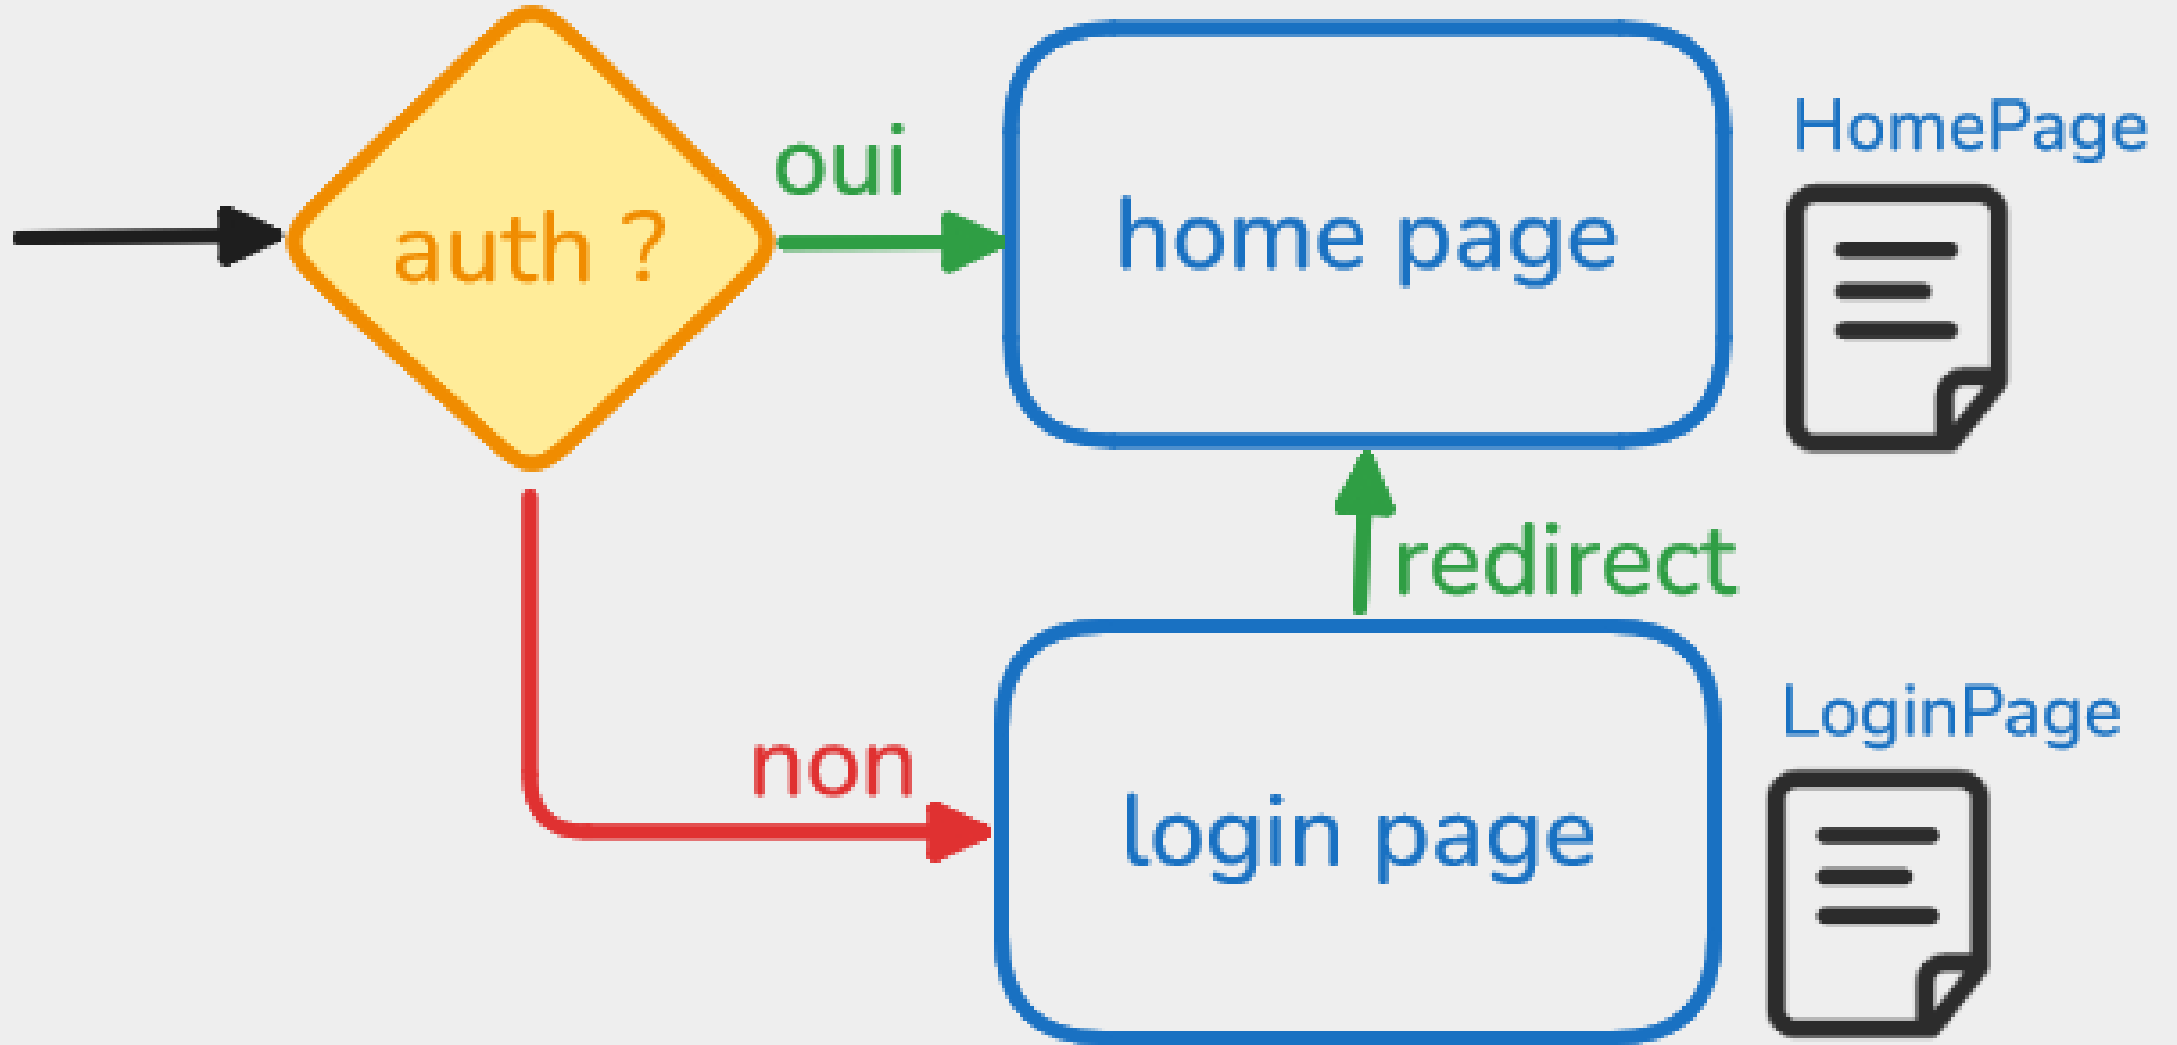 oui
HomePage
auth ?
home page
redirect
LoginPage
non
login page